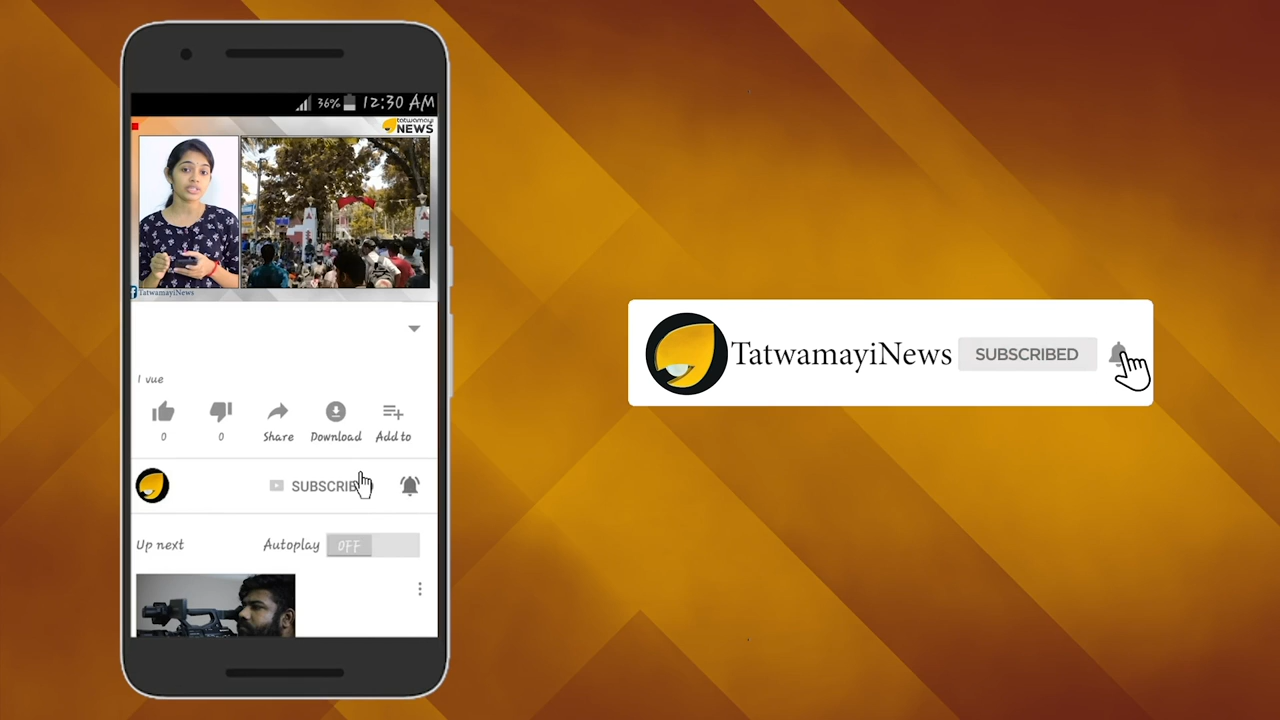 36% 12:30 AM
tatwamayi
NEWS
TatwamayiNews
1 vue
0 0 Share Download Add to
SUBSCRIB
Up next Autoplay OFF
TatwamayiNews SUBSCRIBED